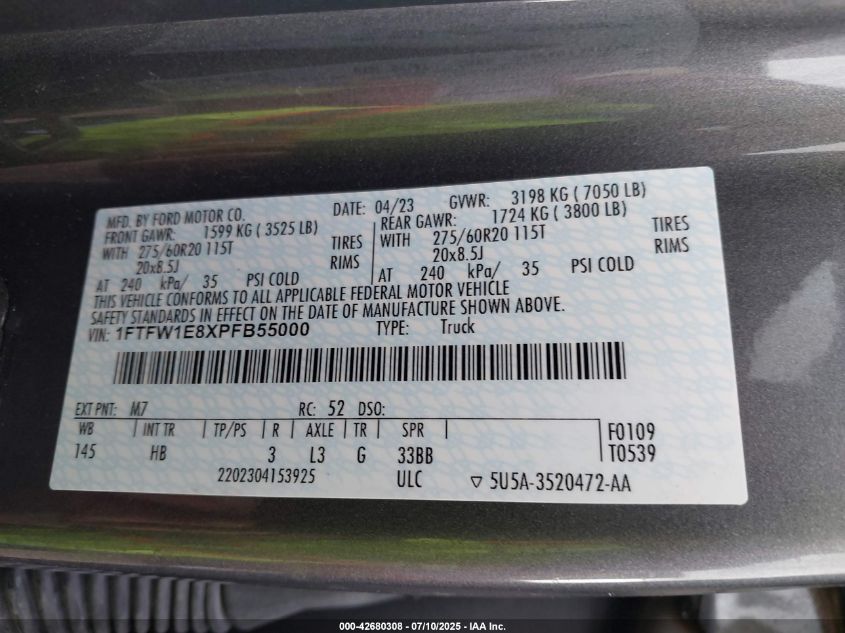 MFD. BY FORD MOTOR CO. DATE: 04/23 GVWR: 3198 KG ( 7050 LB)
FRONT GAWR: 1599 KG ( 3525 LB) REAR GAWR: 1724 KG ( 3800 LB)
WITH 275/60R20 115T TIRES WITH 275/60R20 115T TIRES
20x8.5J RIMS 20x8.5J RIMS
AT 240 kPa/ 35 PSI COLD AT 240 kPa/ 35 PSI COLD
THIS VEHICLE CONFORMS TO ALL APPLICABLE FEDERAL MOTOR VEHICLE
SAFETY STANDARDS IN EFFECT ON THE DATE OF MANUFACTURE SHOWN ABOVE.
VIN: 1FTFW1E8XPFB55000 TYPE: Truck
EXT PNT: M7 RC: 52 DSO:
WB INT TR TP/PS R AXLE TR SPR F0109
145 HB 3 L3 G 33BB T0539
2202304153925 ULC ▽ 5U5A-3520472-AA
000-42680308 - 07/10/2025 - IAA Inc.